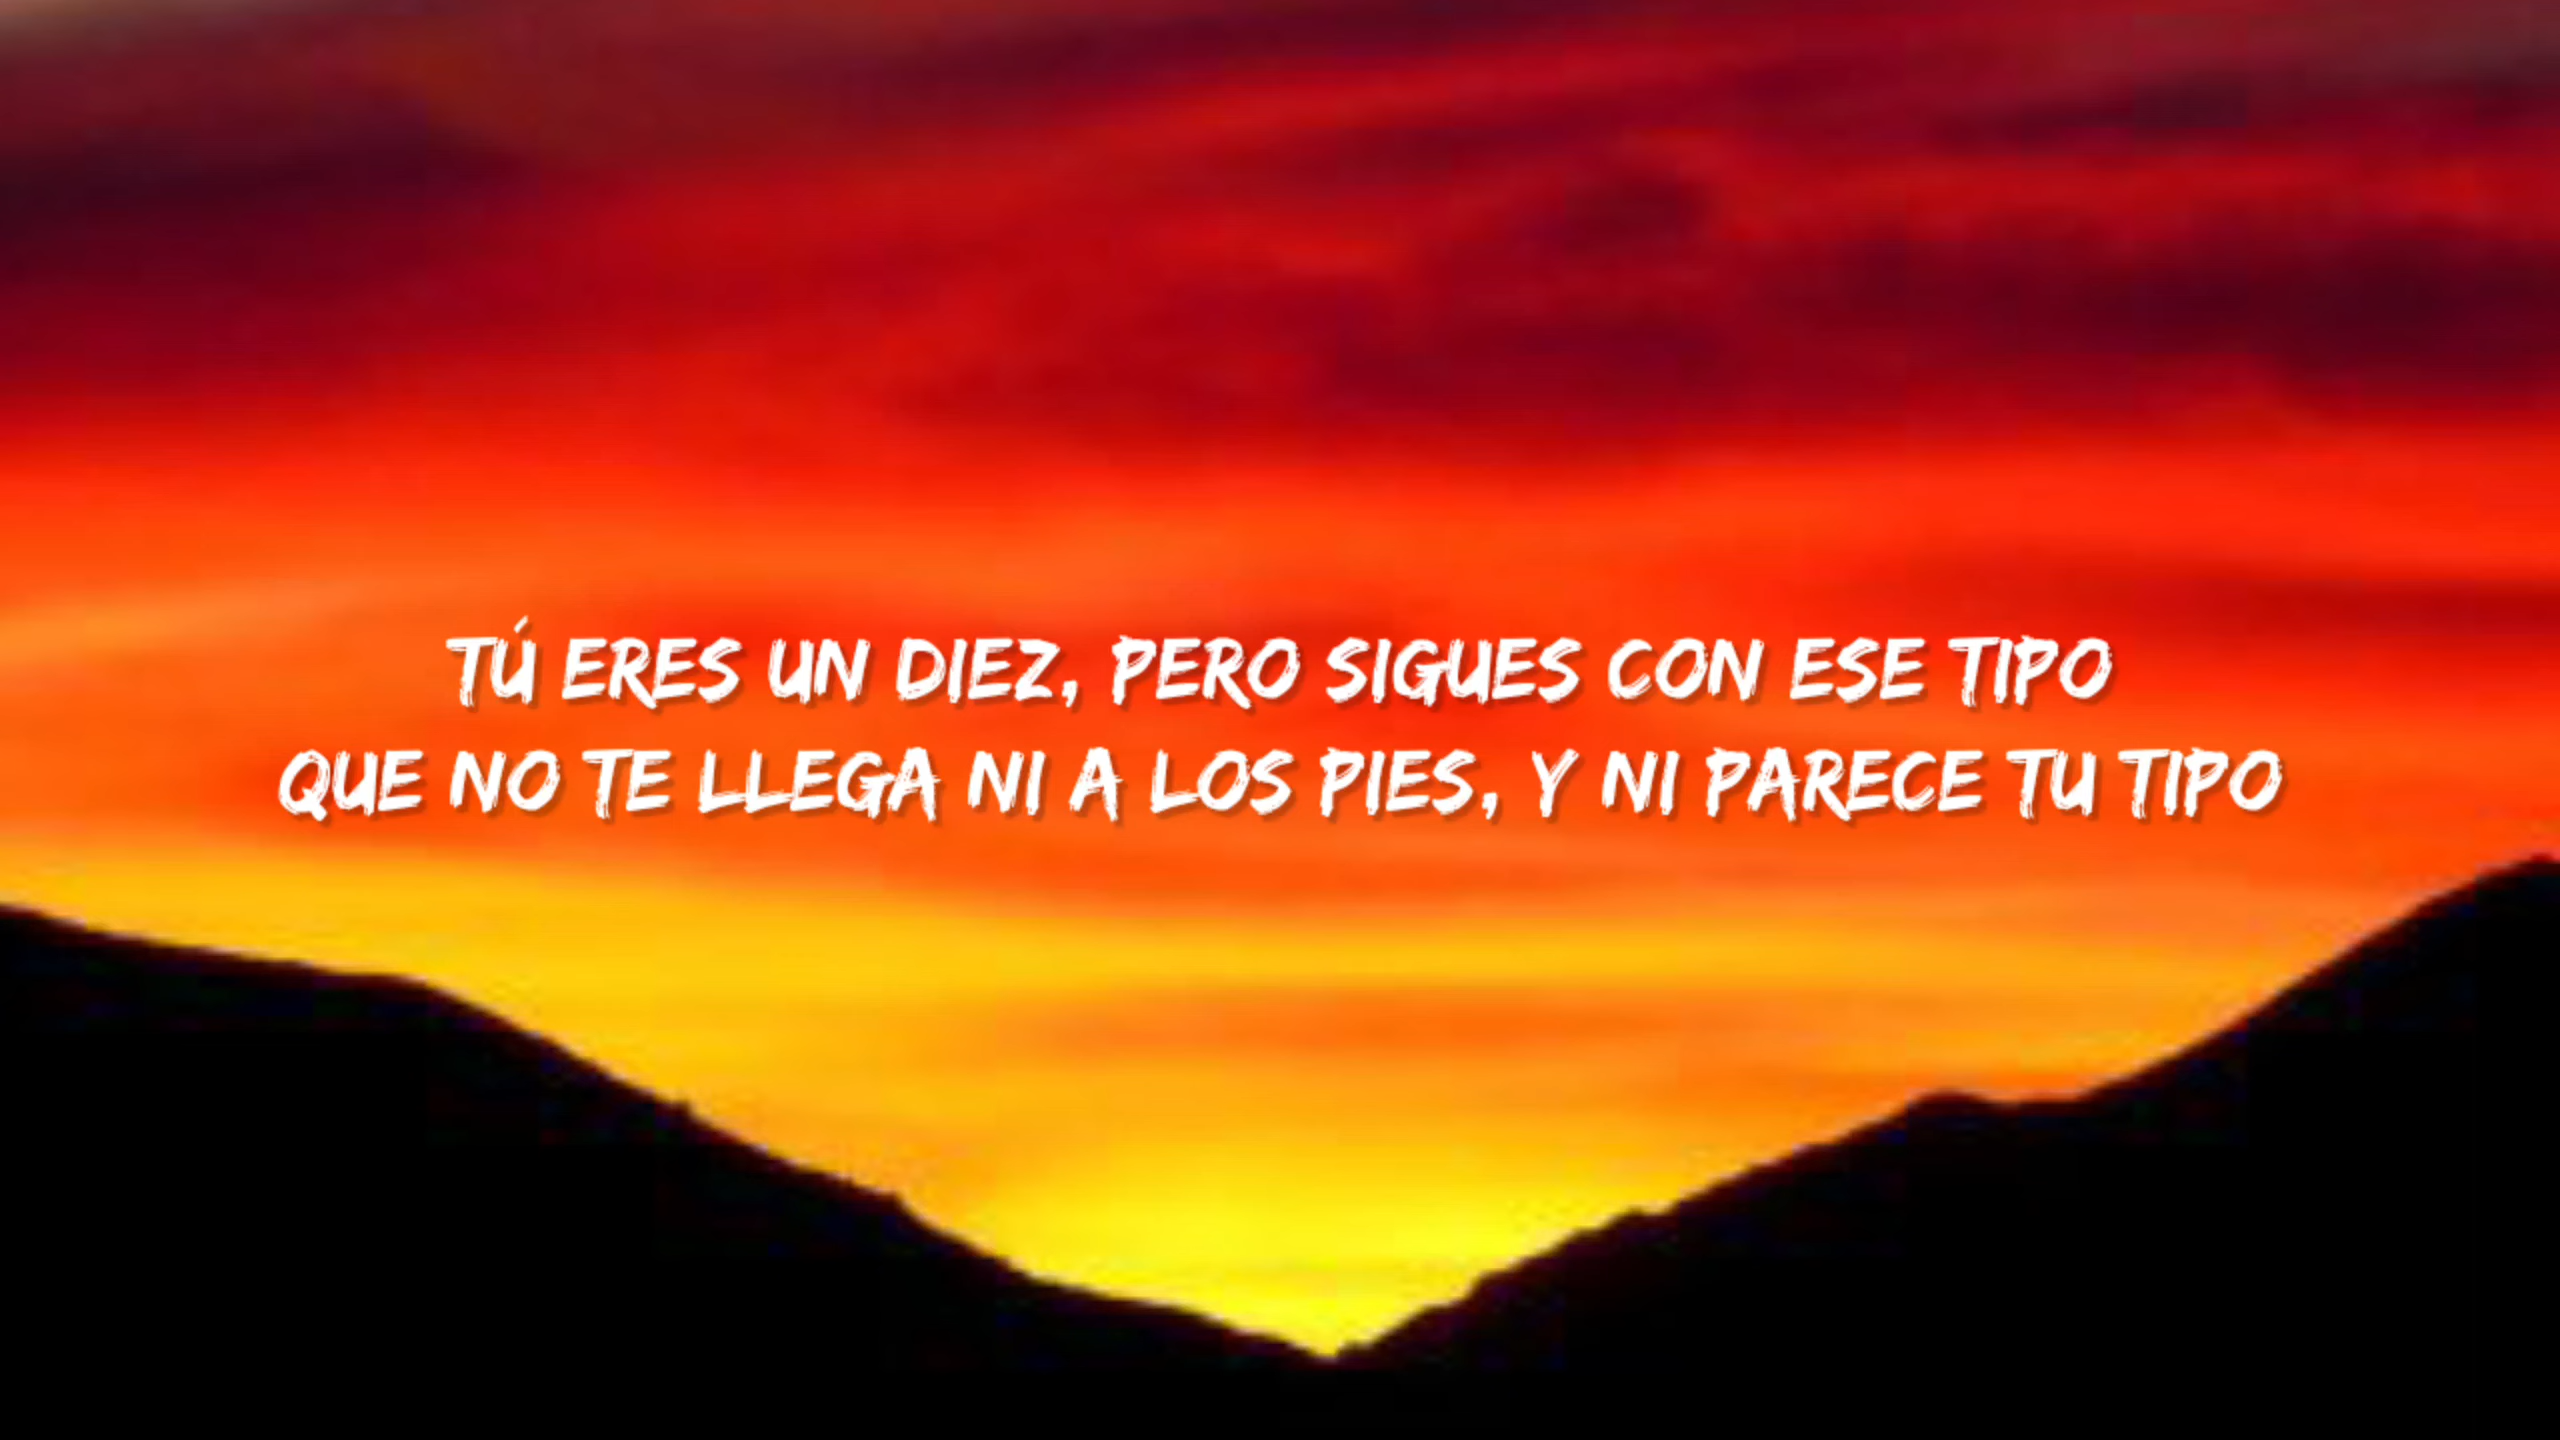 TÚ ERES UN DIEZ, PERO SIGUES CON ESE TIPO
QUE NO TE LLEGA NI A LOS PIES, Y NI PARECE TU TIPO